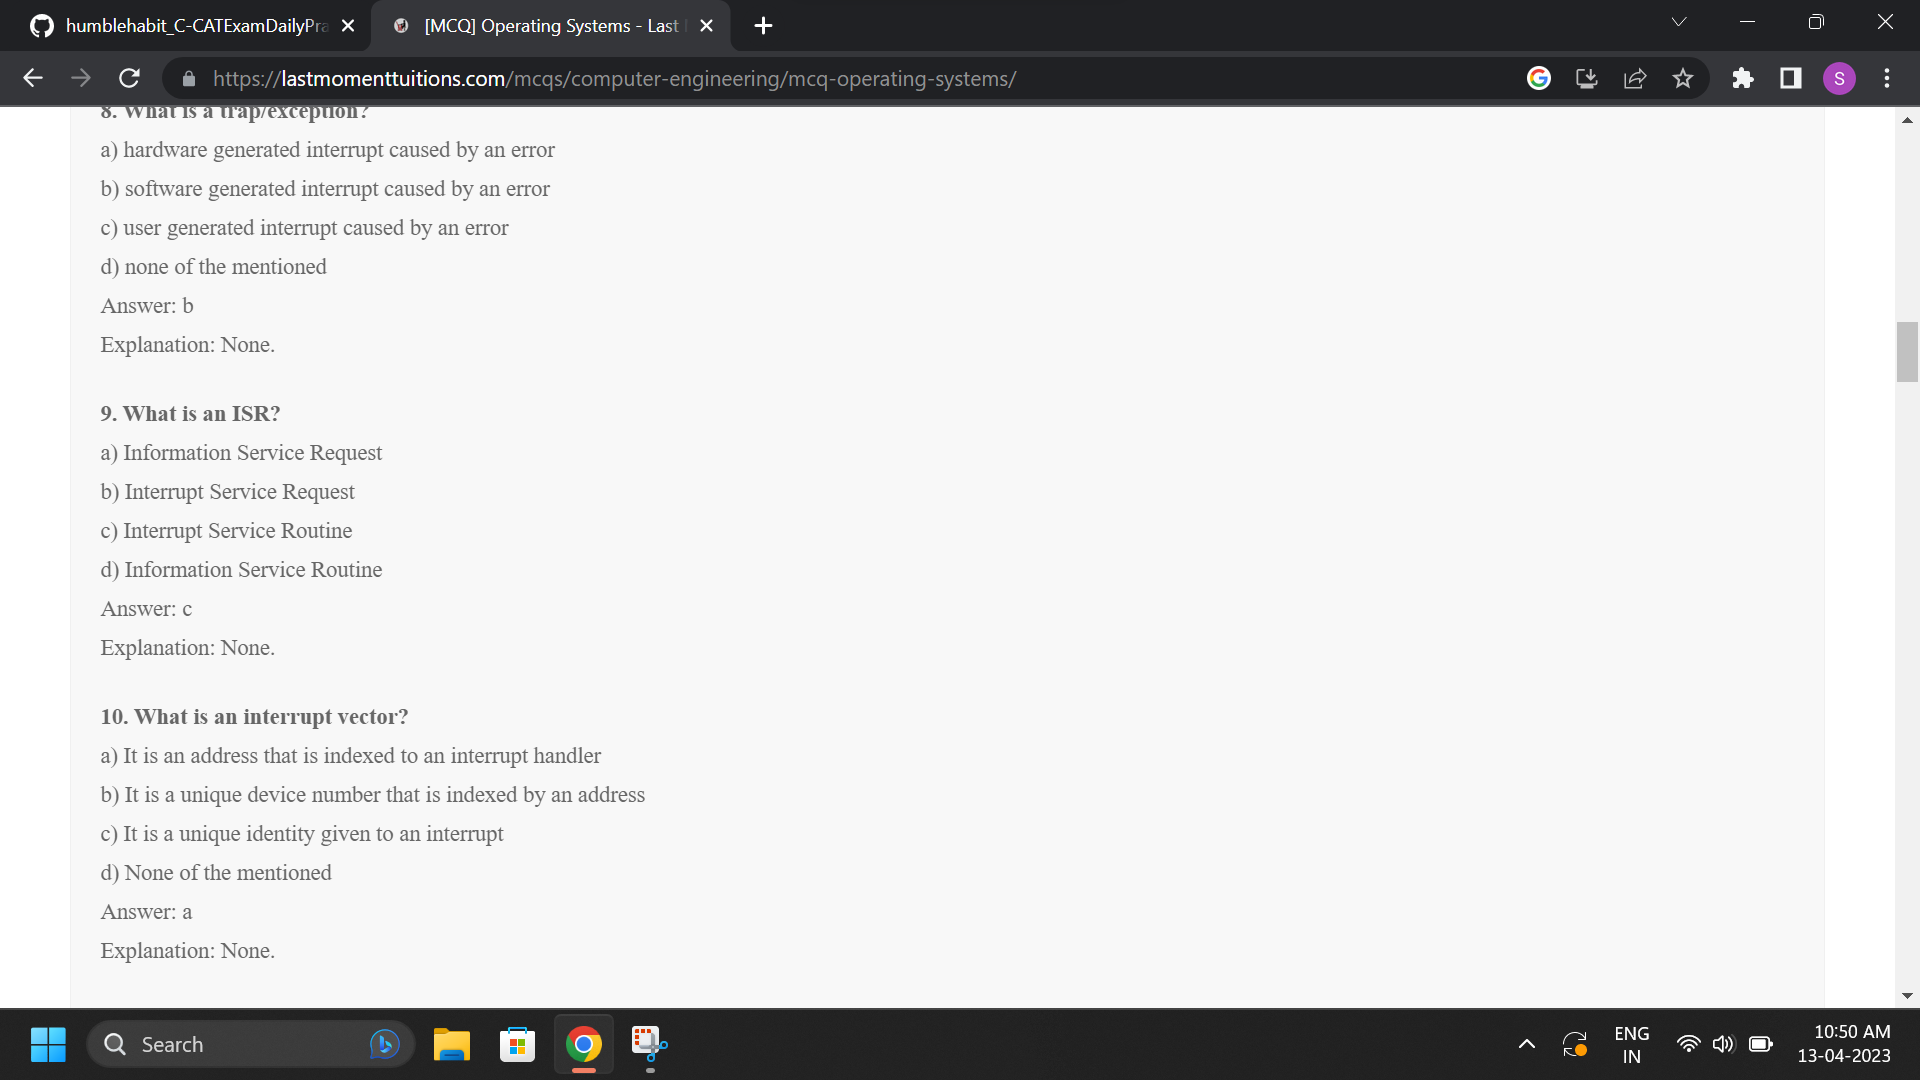 humblehabit_C-CATExamDailyPra
[MCQ] Operating Systems - Last
https://lastmomenttuitions.com/mcqs/computer-engineering/mcq-operating-systems/
S
8. What is a trap/exception?
a) hardware generated interrupt caused by an error
b) software generated interrupt caused by an error
c) user generated interrupt caused by an error
d) none of the mentioned
Answer: b
Explanation: None.
9. What is an ISR?
a) Information Service Request
b) Interrupt Service Request
c) Interrupt Service Routine
d) Information Service Routine
Answer: c
Explanation: None.
10. What is an interrupt vector?
a) It is an address that is indexed to an interrupt handler
b) It is a unique device number that is indexed by an address
c) It is a unique identity given to an interrupt
d) None of the mentioned
Answer: a
Explanation: None.
Search
ENG
IN
10:50 AM
13-04-2023